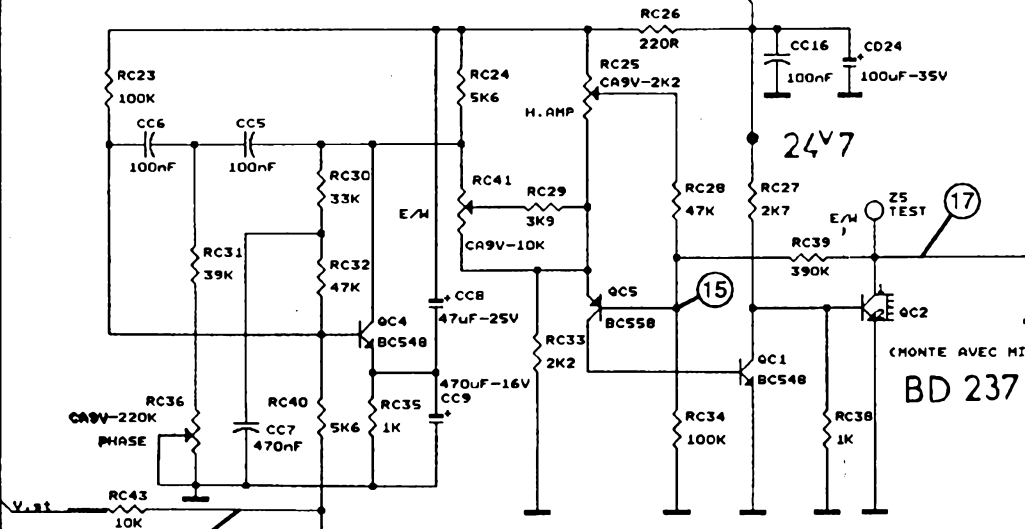 RC26
220R
CC16
100nF
+CD24
100uF-35V
RC23
100K
RC24
5K6
RC25
CA9V-2K2
H.AMP
CC6
100nF
CC5
100nF
24V7
RC30
33K
RC41
E/W
CA9V-10K
RC29
3K9
RC28
47K
RC27
2K7
E/W
Z5
TEST
17
RC39
390K
RC31
39K
RC32
47K
+ CC8
47uF-25V
QC4
BC548
QC5
BC558
15
1
2
QC2
RC33
2K2
QC1
BC548
(MONTE AVEC MI
BD 237
RC36
CA9V-220K
PHASE
CC7
470nF
RC40
5K6
RC35
1K
470uF-16V
CC9
+
RC34
100K
RC38
1K
V.st
RC43
10K